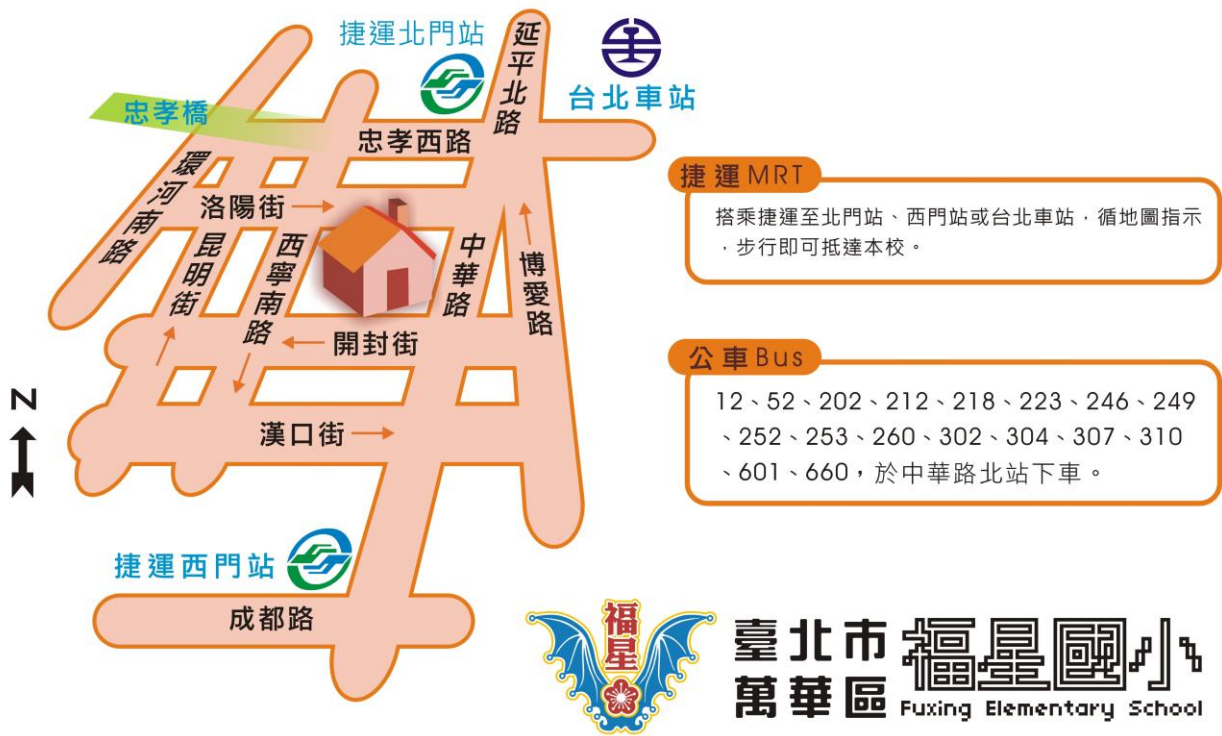 捷運北門站
延平北路
台北車站
忠孝橋
忠孝西路
環河南路
洛陽街
昆明街
西寧南路
中華路
博愛路
開封街
漢口街
N
捷運西門站
成都路
捷運MRT
搭乘捷運至北門站、西門站或台北車站，循地圖指示
，步行即可抵達本校。
公車Bus
12、52、202、212、218、223、246、249
、252、253、260、302、304、307、310
、601、660，於中華路北站下車。
福星
臺北市
萬華區
福星國小
Fuxing Elementary School